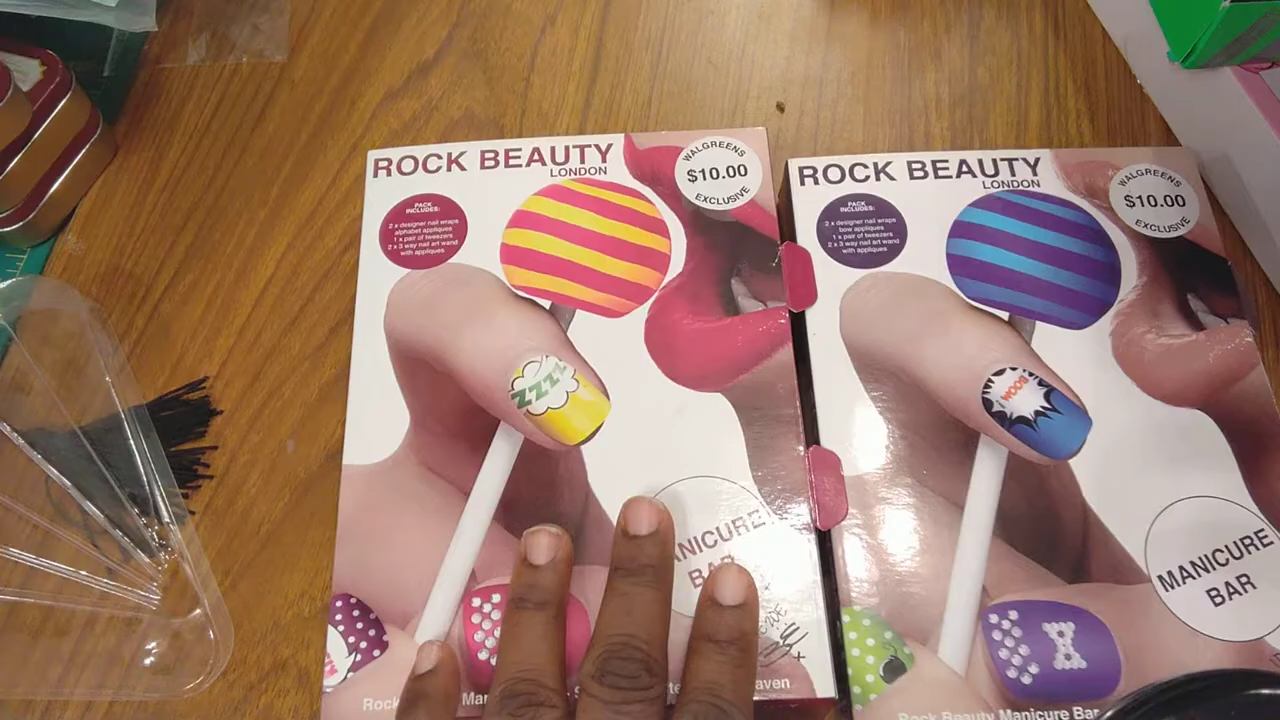 ROCK BEAUTY
LONDON
WALGREENS
$10.00
EXCLUSIVE
PACK
INCLUDES:
2 x designer nail wraps
alphabet appliques
1 x pair of tweezers
2 x 3 way nail art wand
with appliques
ZZZZ
MANICURE
BAR
Rock
ROCK BEAUTY
LONDON
WALGREENS
$10.00
EXCLUSIVE
PACK
INCLUDES:
2 x designer nail wraps
bow appliques
1 x pair of tweezers
2 x 3 way nail art wand
with appliques
BOOM
MANICURE
BAR
Rock Beauty Manicure Bar